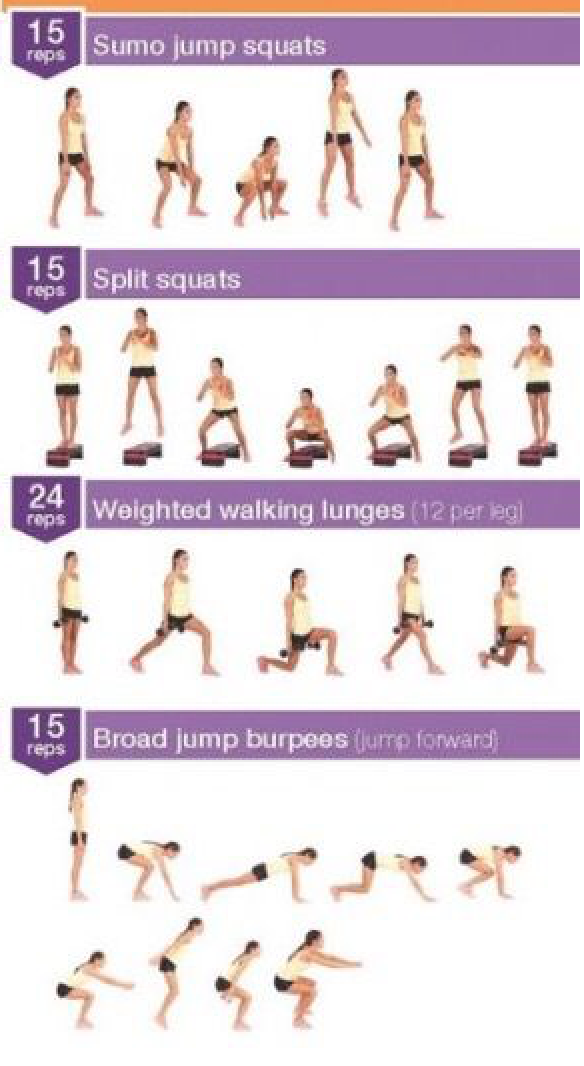 15
reps
Sumo jump squats
15
reps
Split squats
24
reps
Weighted walking lunges (12 per leg)
15
reps
Broad jump burpees (jump forward)